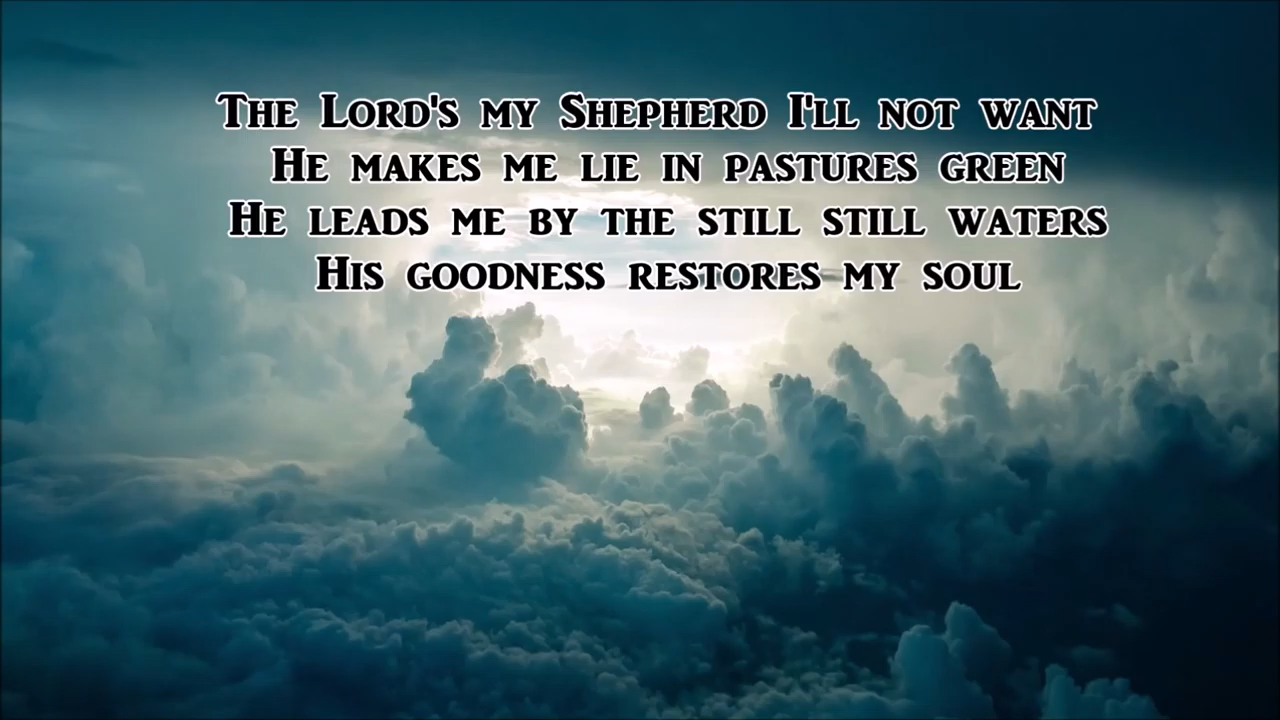 The Lord's my Shepherd I'll not want
He makes me lie in pastures green
He leads me by the still still waters
His goodness restores my soul